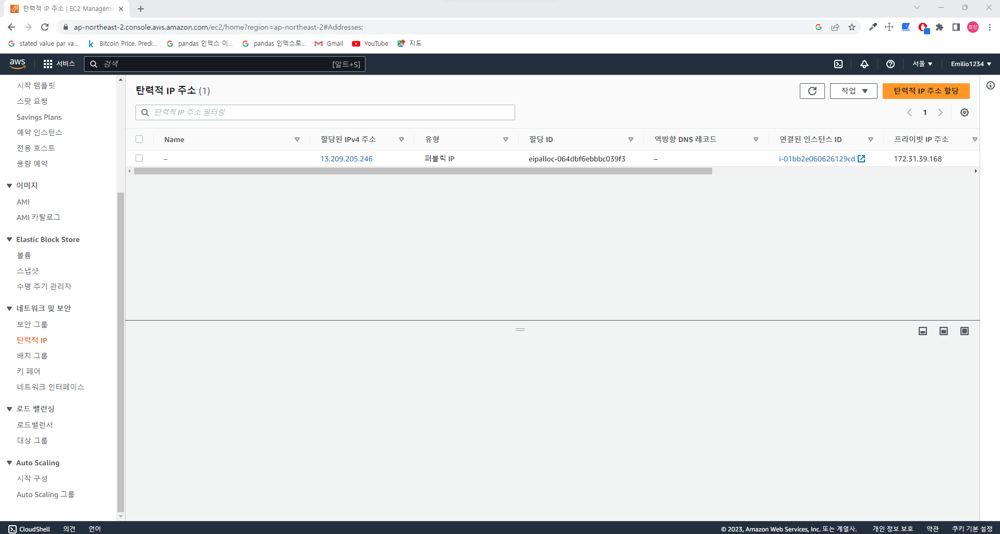 탄력적 IP 주소 | EC2 Manageme
ap-northeast-2.console.aws.amazon.com/ec2/home?region=ap-northeast-2#Addresses:
호찬
stated value par va...
Bitcoin Price. Predi...
pandas 인덱스 이...
pandas 인덱스로...
Gmail
YouTube
지도
aws
서비스
검색
[알트+S]
서울
Emilio1234
시작 템플릿
스팟 요청
Savings Plans
예약 인스턴스
전용 호스트
용량 예약
이미지
AMI
AMI 카탈로그
Elastic Block Store
볼륨
스냅샷
수명 주기 관리자
네트워크 및 보안
보안 그룹
탄력적 IP
배치 그룹
키 페어
네트워크 인터페이스
로드 밸런싱
로드밸런서
대상 그룹
Auto Scaling
시작 구성
Auto Scaling 그룹
탄력적 IP 주소 (1)
작업
탄력적 IP 주소 할당
탄력적 IP 주소 필터링
1
Name 할당된 IPv4 주소 유형 할당 ID 역방향 DNS 레코드 연결된 인스턴스 ID 프라이빗 IP 주소
– 13.209.205.246 퍼블릭 IP eipalloc-064dbf6ebbbc039f3 – i-01bb2e060626129cd 172.31.39.168
CloudShell 의견 언어
© 2023, Amazon Web Services, Inc. 또는 계열사. 개인 정보 보호 약관 쿠키 기본 설정